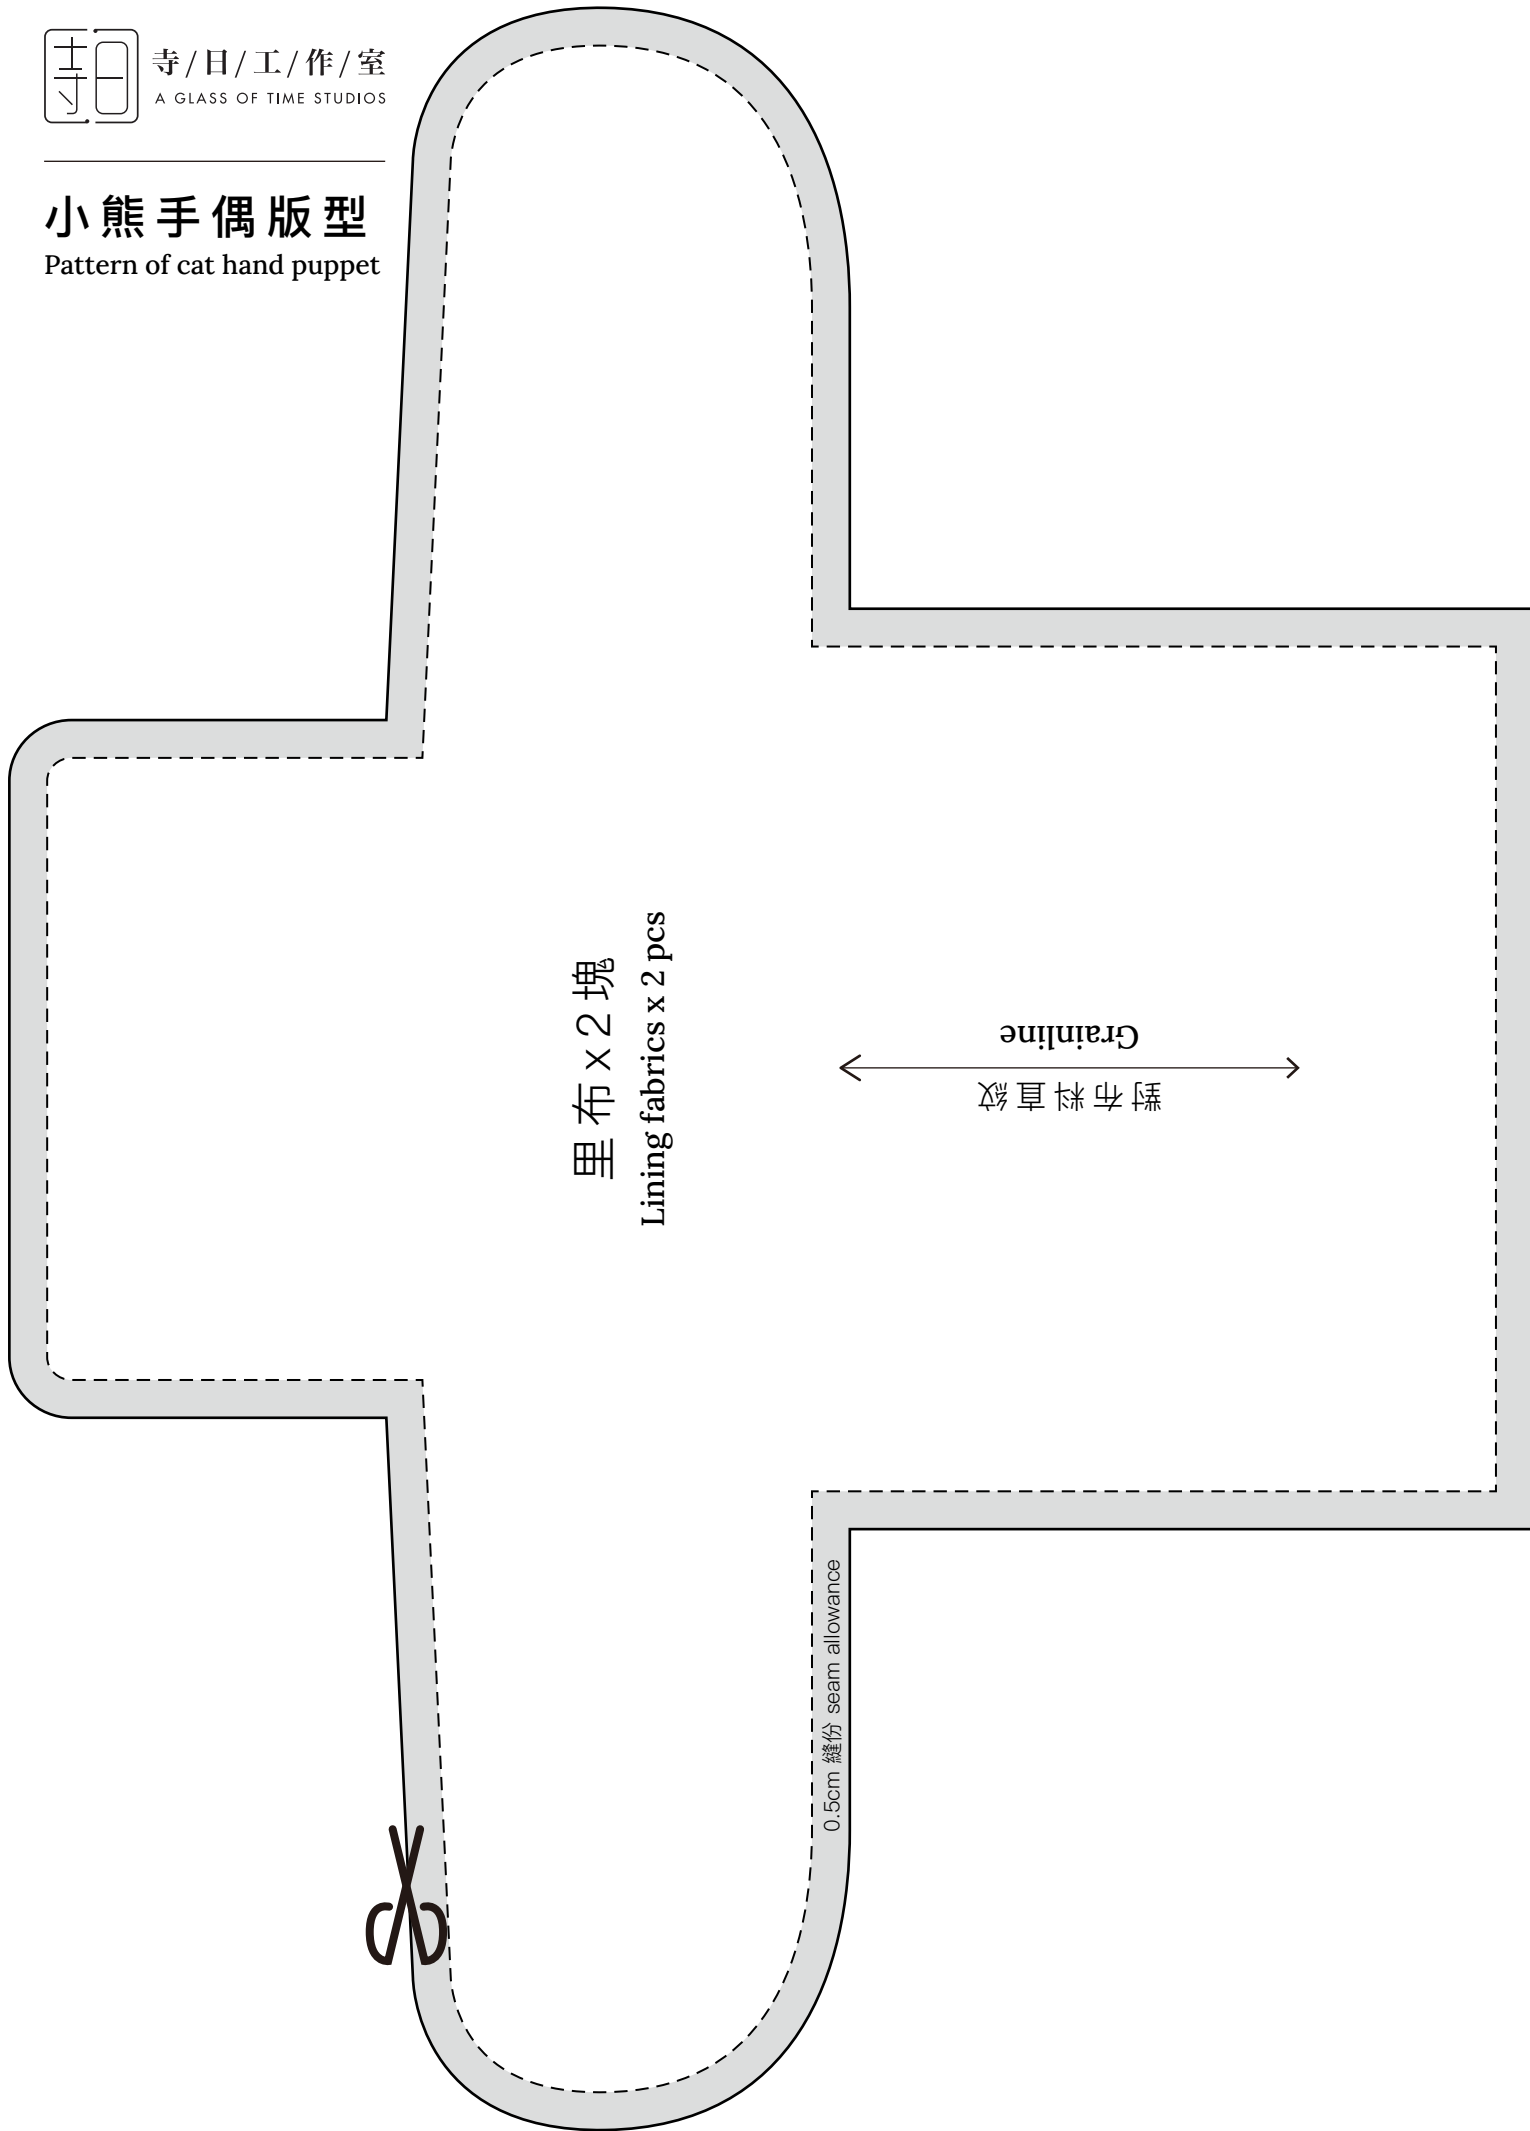 寺/日/工/作/室
A GLASS OF TIME STUDIOS
小熊手偶版型
Pattern of cat hand puppet
里布x2塊
Lining fabrics x 2 pcs
Grainline
對布料直紋
0.5cm 縫份 seam allowance